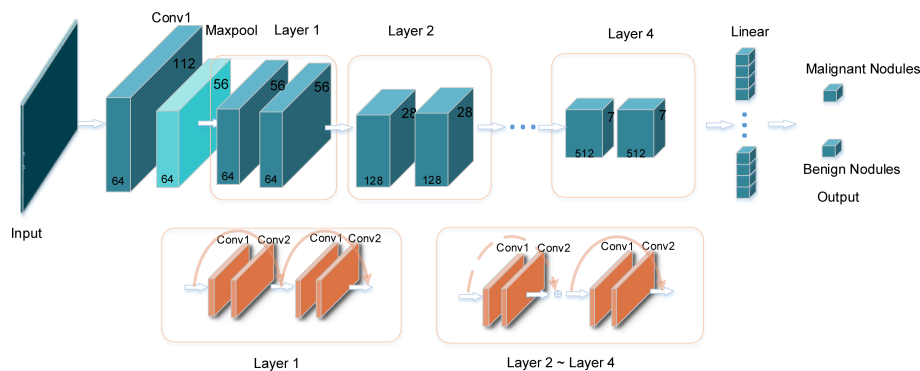 Conv1
Maxpool
Layer 1
Layer 2
Layer 4
Linear
112
56
56
56
28
28
7
7
64
64
64
64
128
128
512
512
Malignant Nodules
Benign Nodules
Output
Input
Conv1 Conv2 Conv1 Conv2
Conv1 Conv2 Conv1 Conv2
Layer 1
Layer 2 ~ Layer 4